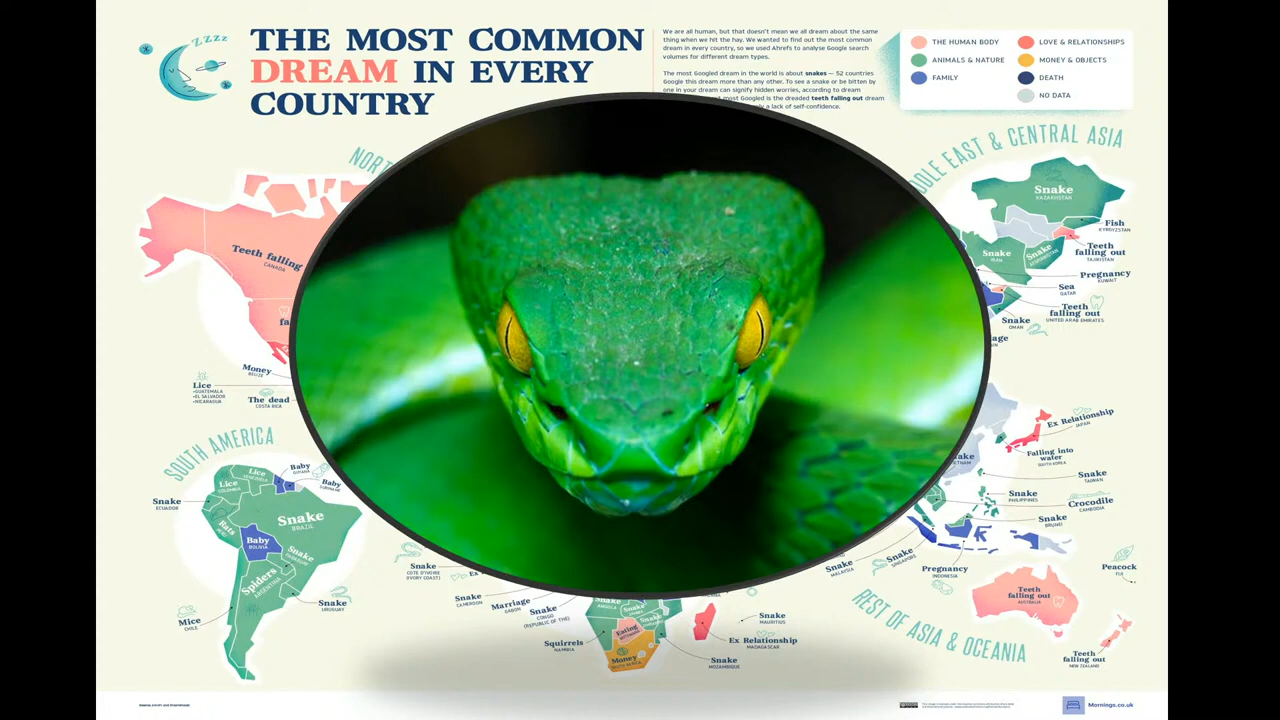 zzzz
THE MOST COMMON
DREAM IN EVERY
COUNTRY
We are all human, but that doesn't mean we all dream about the same
thing when we hit the hay. We wanted to find out the most common
dream in every country, so we used Ahrefs to analyse Google search
volumes for different dream types.
The most Googled dream in the world is about snakes — 52 countries
Google this dream more than any other. To see a snake or be bitten by
one in your dream can signify hidden worries, according to dream
most Googled is the dreaded teeth falling out dream
a lack of self-confidence.
THE HUMAN BODY
ANIMALS & NATURE
FAMILY
LOVE & RELATIONSHIPS
MONEY & OBJECTS
DEATH
NO DATA
Teeth falling
CANADA
Money
BELIZE
Lice
•GUATEMALA
•EL SALVADOR
•NICARAGUA
The dead
COSTA RICA
EAST & CENTRAL ASIA
Snake
KAZAKHSTAN
Fish
KYRGYZSTAN
Snake
IRAN
Snake
AFGHANISTAN
Teeth
falling out
TAJIKISTAN
Pregnancy
KUWAIT
Sea
QATAR
Teeth
falling out
UNITED ARAB EMIRATES
Snake
OMAN
SOUTH AMERICA
Lice
VENEZUELA
Lice
COLOMBIA
Baby
GUYANA
Baby
SURINAME
Snake
ECUADOR
Rats
Snake
BRAZIL
Baby
BOLIVIA
Snake
Spiders
ARGENTINA
Snake
URUGUAY
Mice
CHILE
Snake
COTE D'IVOIRE
(IVORY COAST)
Snake
CAMEROON
Marriage
GABON
Snake
CONGO
(REPUBLIC OF THE)
Squirrels
NAMIBIA
ANGOLA
Snake
Eating
BOTSWANA
Money
SOUTH AFRICA
Snake
MAURITIUS
Ex Relationship
MADAGASCAR
Snake
MOZAMBIQUE
Ex Relationship
JAPAN
Falling into
water
SOUTH KOREA
Snake
TAIWAN
Snake
PHILIPPINES
Crocodile
CAMBODIA
Snake
BRUNEI
Snake
MALAYSIA
Snake
SINGAPORE
Pregnancy
INDONESIA
Peacock
FIJI
Teeth
falling out
AUSTRALIA
Teeth
falling out
NEW ZEALAND
REST OF ASIA & OCEANIA
Mornings.co.uk